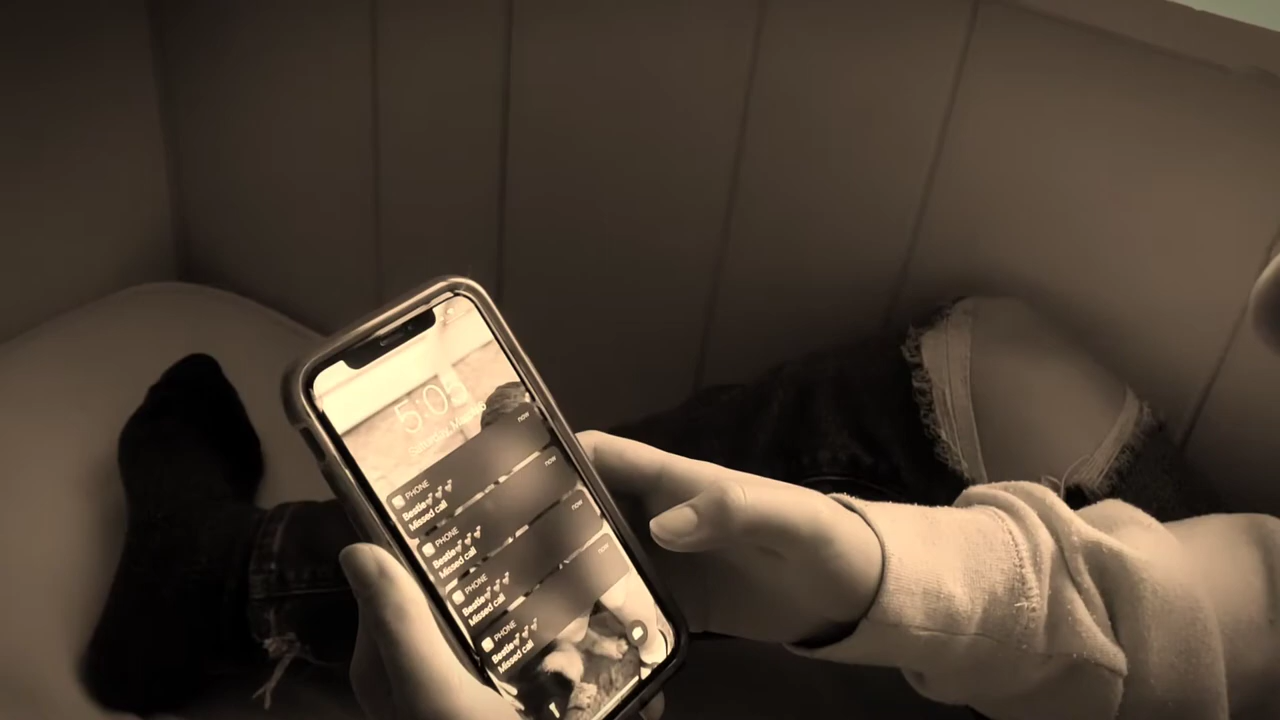 5:05
Saturday, M
now
PHONE
Bestie💕💕💕
Missed call
now
PHONE
Bestie💕💕💕
Missed call
now
PHONE
Bestie💕💕💕
Missed call
now
PHONE
Bestie💕💕💕
Missed call